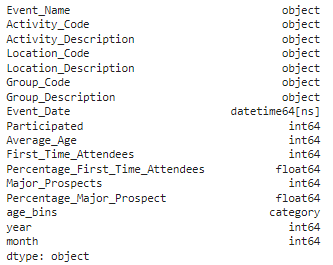 Event_Name object
Activity_Code object
Activity_Description object
Location_Code object
Location_Description object
Group_Code object
Group_Description object
Event_Date datetime64[ns]
Participated int64
Average_Age int64
First_Time_Attendees int64
Percentage_First_Time_Attendees float64
Major_Prospects int64
Percentage_Major_Prospect float64
age_bins category
year int64
month int64
dtype: object